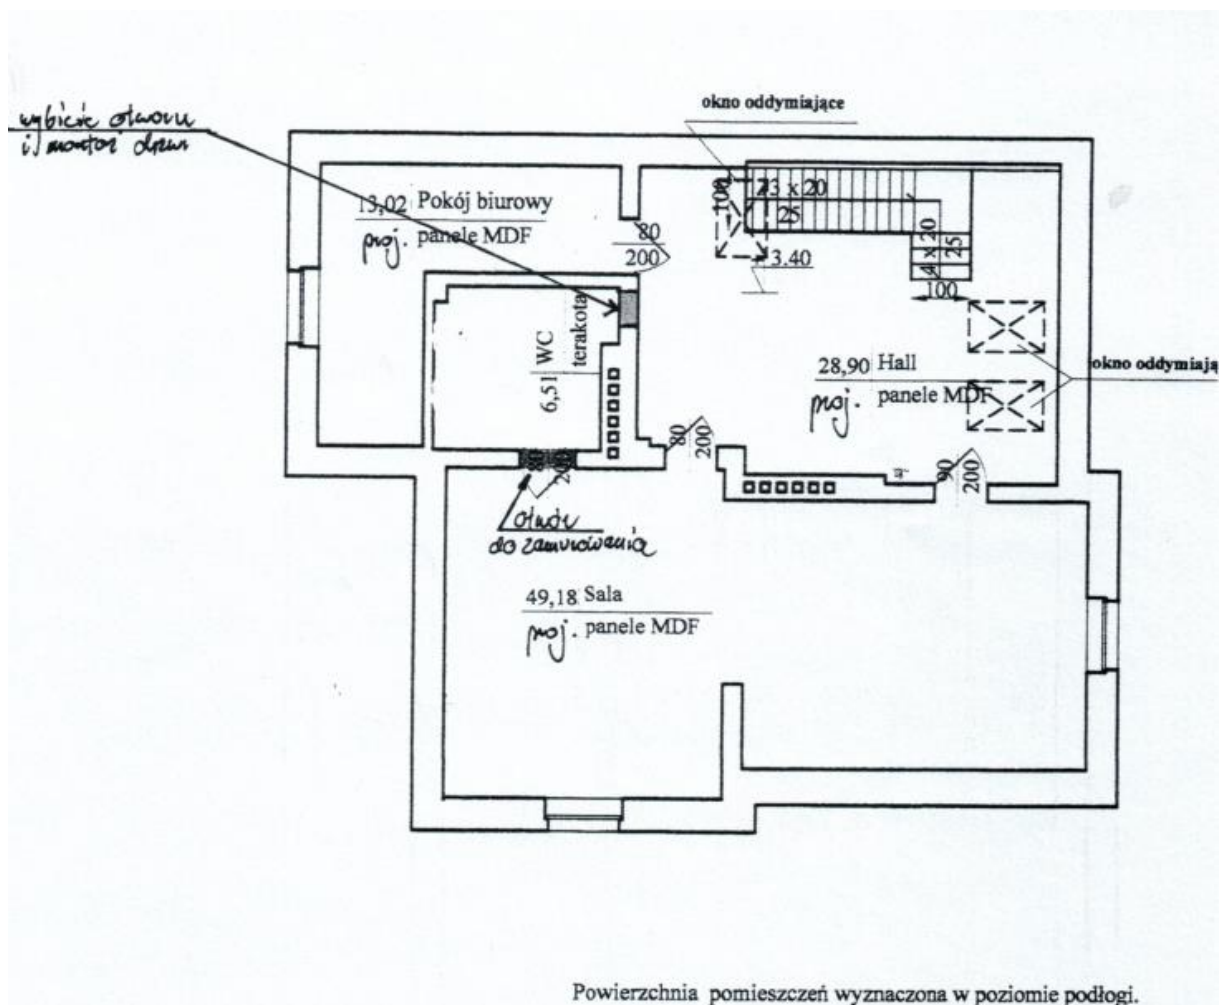 okno oddymiające
wybicie otworu
i montaż drzwi
13,02 Pokój biurowy
proj. panele MDF
80
200
100
23 x 20
25
4 x 20
25
100
3.40
6,51 WC
terakota
28,90 Hall
proj. panele MDF
okno oddymiają
80
200
90
200
80
200
otwór
do zamurowania
49,18 Sala
proj. panele MDF
Powierzchnia pomieszczeń wyznaczona w poziomie podłogi.